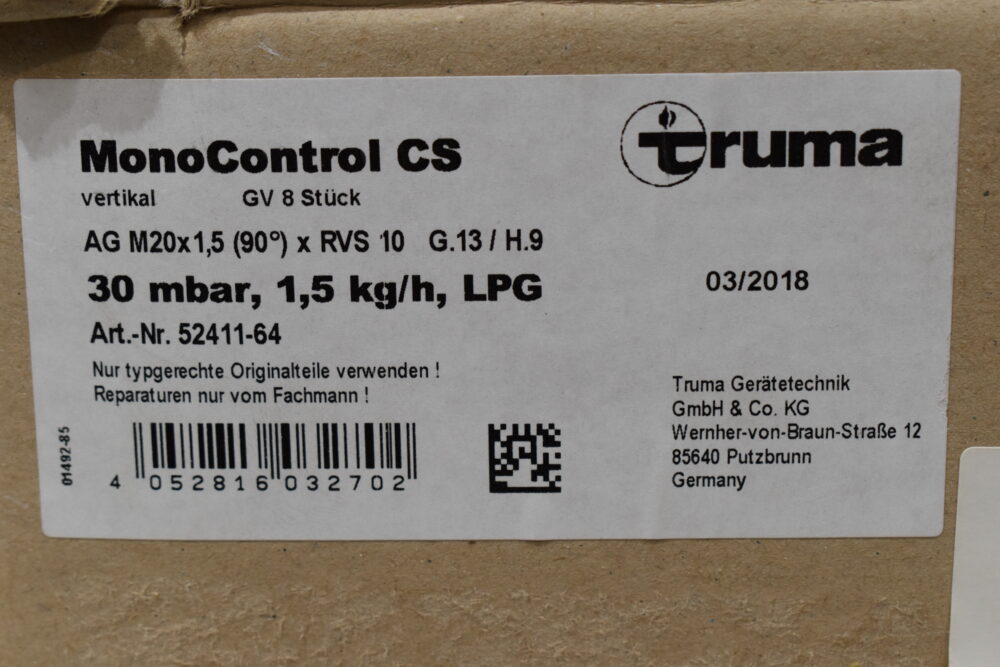 MonoControl CS
truma
vertikal GV 8 Stück
AG M20x1,5 (90°) x RVS 10 G.13 / H.9
30 mbar, 1,5 kg/h, LPG
03/2018
Art.-Nr. 52411-64
Nur typgerechte Originalteile verwenden !
Reparaturen nur vom Fachmann !
Truma Gerätetechnik
GmbH & Co. KG
Wernher-von-Braun-Straße 12
85640 Putzbrunn
Germany
01492-85
4 052816 032702